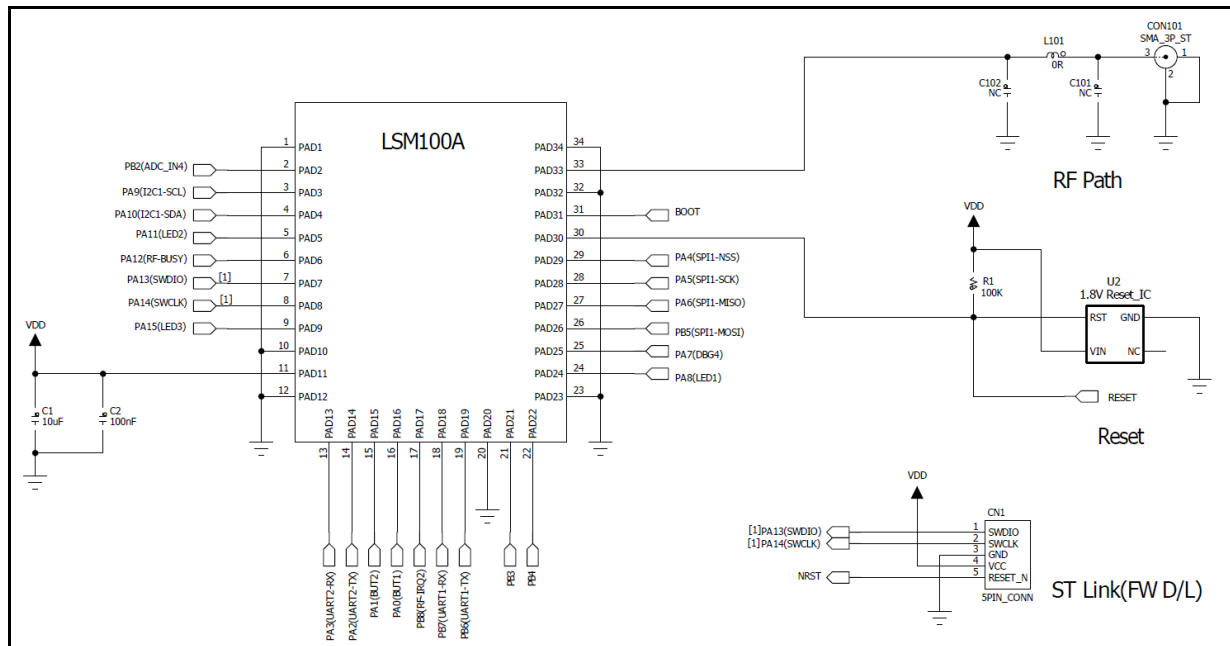 CON101
SMA_3P_ST
L101
0R
3
1
2
C102
NC
C101
NC
RF Path
LSM100A
1 PAD1
PB2(ADC_IN4) 2 PAD2
PA9(I2C1-SCL) 3 PAD3
PA10(I2C1-SDA) 4 PAD4
PA11(LED2) 5 PAD5
PA12(RF-BUSY) 6 PAD6
PA13(SWDIO) [1] 7 PAD7
PA14(SWCLK) [1] 8 PAD8
PA15(LED3) 9 PAD9
10 PAD10
VDD 11 PAD11
12 PAD12
C1
10uF
C2
100nF
PAD34 34
PAD33 33
PAD32 32
PAD31 31 BOOT
PAD30 30
PAD29 29 PA4(SPI1-NSS)
PAD28 28 PA5(SPI1-SCK)
PAD27 27 PA6(SPI1-MISO)
PAD26 26 PB5(SPI1-MOSI)
PAD25 25 PA7(DBG4)
PAD24 24 PA8(LED1)
PAD23 23
PAD13 13 PA3(UART2-RX)
PAD14 14 PA2(UART2-TX)
PAD15 15 PA1(BUT2)
PAD16 16 PA0(BUT1)
PAD17 17 PB8(RF-IRQ2)
PAD18 18 PB7(UART1-RX)
PAD19 19 PB6(UART1-TX)
PAD20 20
PAD21 21 PB3
PAD22 22 PB4
VDD
R1
100K
U2
1.8V Reset_IC
RST GND
VIN NC
RESET
Reset
VDD
CN1
[1]PA13(SWDIO) 1 SWDIO
[1]PA14(SWCLK) 2 SWCLK
3 GND
4 VCC
NRST 5 RESET_N
5PIN_CONN
ST Link(FW D/L)